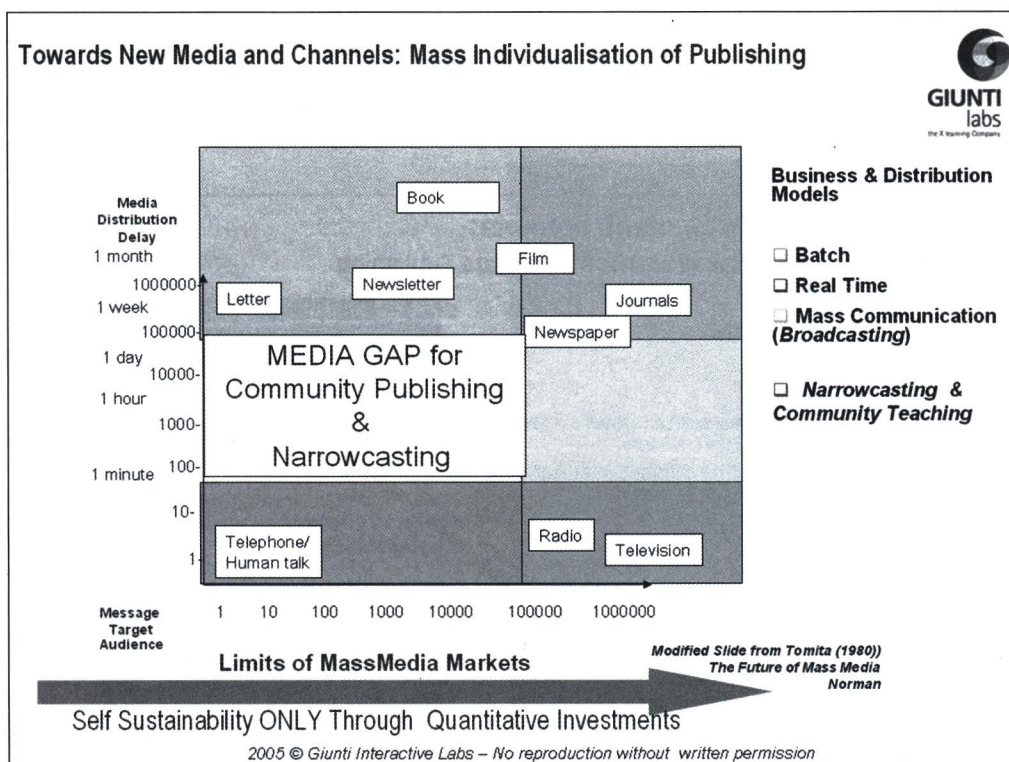 Towards New Media and Channels: Mass Individualisation of Publishing
GIUNTI
labs
the X learning Company
Business & Distribution
Models
Batch
Real Time
Mass Communication
(Broadcasting)
Narrowcasting &
Community Teaching
Media
Distribution
Delay
1 month
1000000-
1 week
100000-
1 day
10000-
1 hour
1000-
100-
1 minute
10-
1
Book
Film
Newsletter
Letter
Journals
Newspaper
MEDIA GAP for
Community Publishing
&
Narrowcasting
Telephone/
Human talk
Radio
Television
Message
Target
Audience
1 10 100 1000 10000 100000 1000000
Limits of MassMedia Markets
Modified Slide from Tomita (1980))
The Future of Mass Media
Norman
Self Sustainability ONLY Through Quantitative Investments
2005 © Giunti Interactive Labs – No reproduction without written permission